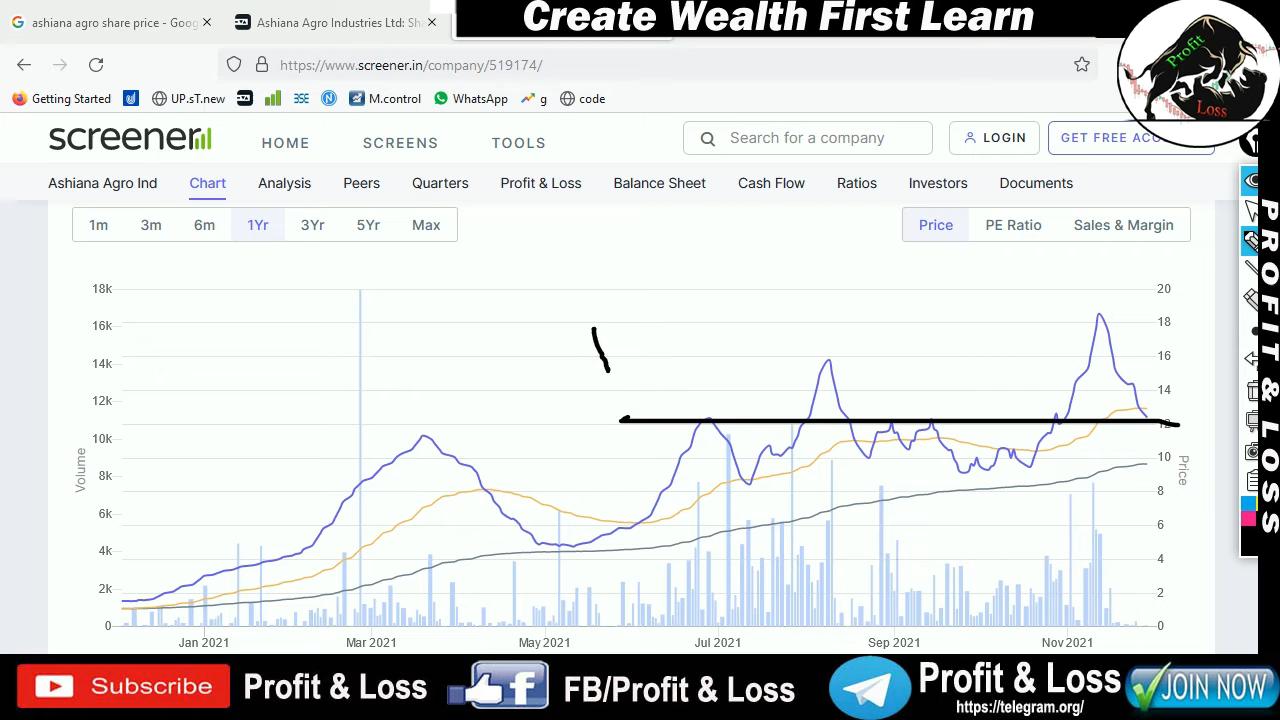 ashiana agro share price - Goog
Ashiana Agro Industries Ltd: Sha
Create Wealth First Learn
https://www.screener.in/company/519174/
Getting Started
UP.sT.new
M.control
WhatsApp
g
code
Profit
Loss
screener
HOME
SCREENS
TOOLS
Search for a company
LOGIN
GET FREE ACC
Ashiana Agro Ind
Chart
Analysis
Peers
Quarters
Profit & Loss
Balance Sheet
Cash Flow
Ratios
Investors
Documents
1m
3m
6m
1Yr
3Yr
5Yr
Max
Price
PE Ratio
Sales & Margin
18k
16k
14k
12k
10k
8k
6k
4k
2k
0
Volume
20
18
16
14
12
10
8
6
4
2
0
Price
Jan 2021
Mar 2021
May 2021
Jul 2021
Sep 2021
Nov 2021
PROFIT & LOSS
Subscribe
Profit & Loss
f
FB/Profit & Loss
Profit & Loss
https://telegram.org/
JOIN NOW